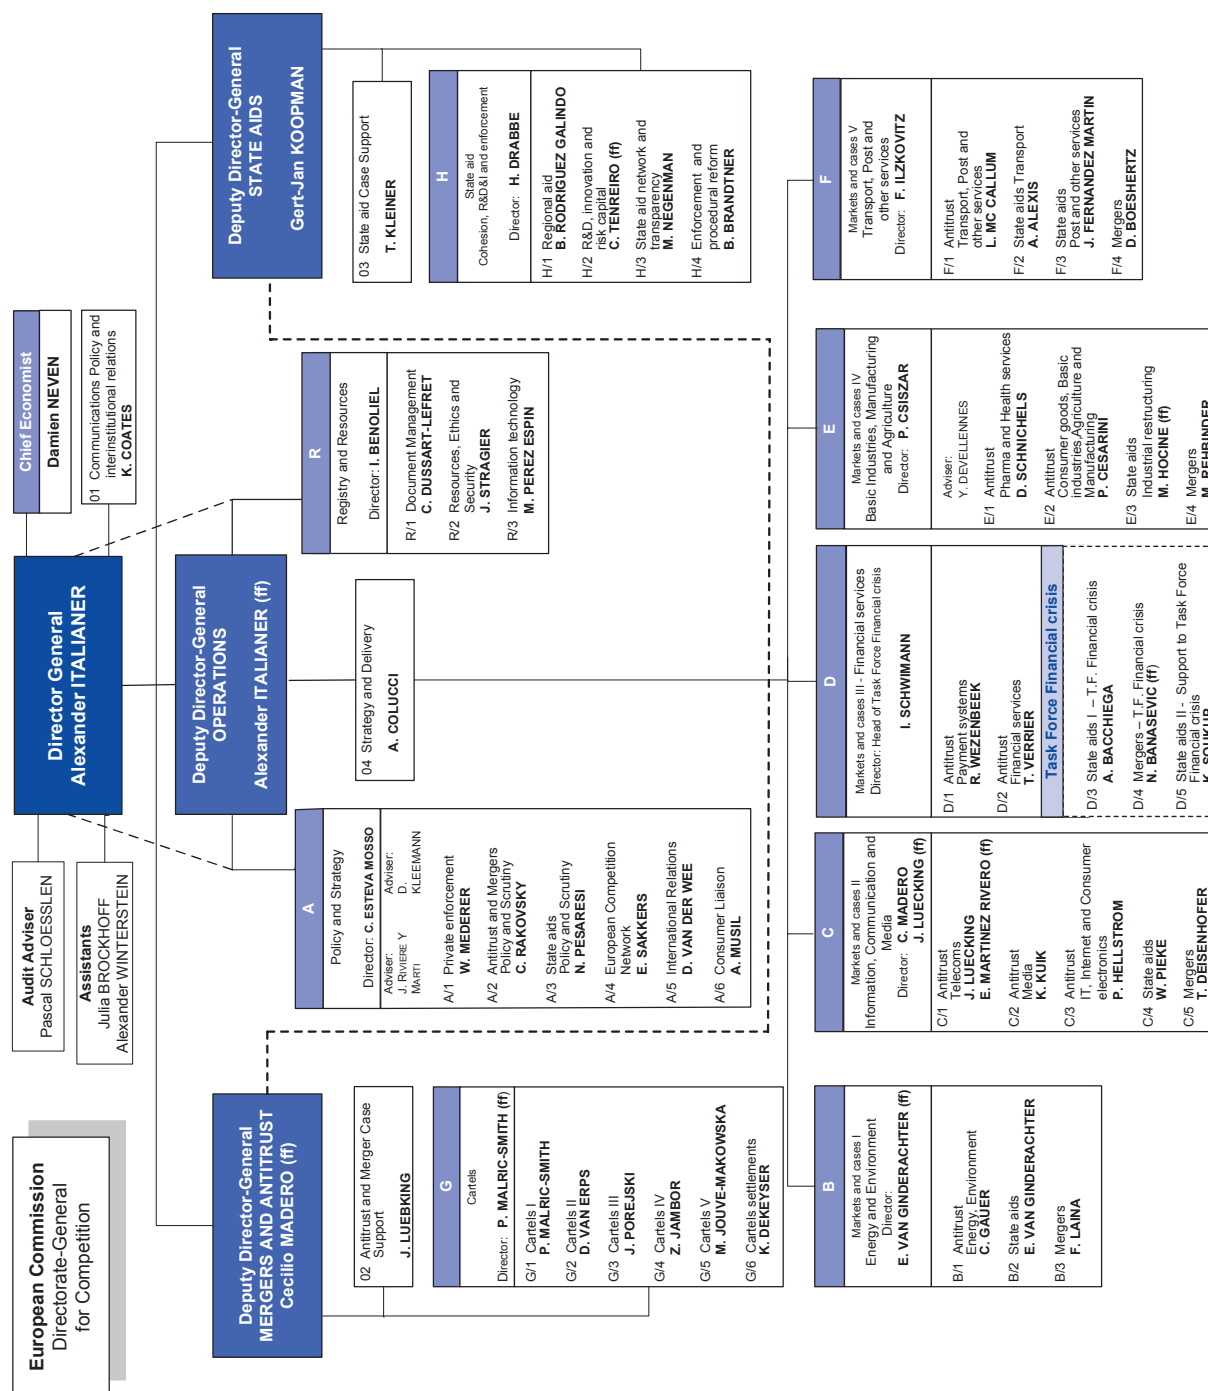 European Commission
Directorate-General
for Competition
Audit Adviser
Pascal SCHLOESSLEN
Assistants
Julia BROCKHOFF
Alexander WINTERSTEIN
Director General
Alexander ITALIANER
Chief Economist
Damien NEVEN
01 Communications Policy and
interinstitutional relations
K. COATES
Deputy Director-General
MERGERS AND ANTITRUST
Cecilio MADERO (ff)
Deputy Director-General
OPERATIONS
Alexander ITALIANER (ff)
Deputy Director-General
STATE AIDS
Gert-Jan KOOPMAN
02 Antitrust and Merger Case
Support
J. LUEBKING
04 Strategy and Delivery
A. COLUCCI
03 State aid Case Support
T. KLEINER
G
Cartels
Director: P. MALRIC-SMITH (ff)
G/1 Cartels I
P. MALRIC-SMITH
G/2 Cartels II
D. VAN ERPS
G/3 Cartels III
J. POREJSKI
G/4 Cartels IV
Z. JAMBOR
G/5 Cartels V
M. JOUVE-MAKOWSKA
G/6 Cartels settlements
K. DEKEYSER
A
Policy and Strategy
Director: C. ESTEVA MOSSO
Adviser:
J. RIVIERE Y
MARTI
Adviser:
D.
KLEEMANN
A/1 Private enforcement
W. MEDERER
A/2 Antitrust and Mergers
Policy and Scrutiny
C. RAKOVSKY
A/3 State aids
Policy and Scrutiny
N. PESARESI
A/4 European Competition
Network
E. SAKKERS
A/5 International Relations
D. VAN DER WEE
A/6 Consumer Liaison
A. MUSIL
R
Registry and Resources
Director: I. BENOLIEL
R/1 Document Management
C. DUSSART-LEFRET
R/2 Resources, Ethics and
Security
J. STRAGIER
R/3 Information technology
M. PEREZ ESPIN
H
State aid
Cohesion, R&D&I and enforcement
Director: H. DRABBE
H/1 Regional aid
B. RODRIGUEZ GALINDO
H/2 R&D, innovation and
risk capital
C. TENREIRO (ff)
H/3 State aid network and
transparency
M. NEGENMAN
H/4 Enforcement and
procedural reform
B. BRANDTNER
B
Markets and cases I
Energy and Environment
Director:
E. VAN GINDERACHTER (ff)
B/1 Antitrust
Energy, Environment
C. GAUER
B/2 State aids
E. VAN GINDERACHTER
B/3 Mergers
F. LAINA
C
Markets and cases II
Information, Communication and
Media
Director: C. MADERO
J. LUECKING (ff)
C/1 Antitrust
Telecoms
J. LUECKING
E. MARTINEZ RIVERO (ff)
C/2 Antitrust
Media
K. KUIK
C/3 Antitrust
IT, Internet and Consumer
electronics
P. HELLSTROM
C/4 State aids
W. PIEKE
C/5 Mergers
T. DEISENHOFER
D
Markets and cases III - Financial services
Director: Head of Task Force Financial crisis
I. SCHWIMANN
D/1 Antitrust
Payment systems
R. WEZENBEEK
D/2 Antitrust
Financial services
T. VERRIER
Task Force Financial crisis
D/3 State aids I – T.F. Financial crisis
A. BACCHIEGA
D/4 Mergers – T.F. Financial crisis
N. BANASEVIC (ff)
D/5 State aids II - Support to Task Force
Financial crisis
K. SOUKUP
E
Markets and cases IV
Basic Industries, Manufacturing
and Agriculture
Director: P. CSISZAR
Adviser:
Y. DEVELLENNES
E/1 Antitrust
Pharma and Health services
D. SCHNICHELS
E/2 Antitrust
Consumer goods, Basic
industries,Agriculture and
Manufacturing
P. CESARINI
E/3 State aids
Industrial restructuring
M. HOCINE (ff)
E/4 Mergers
M. REHBINDER
F
Markets and cases V
Transport, Post and
other services
Director: F. ILZKOVITZ
F/1 Antitrust
Transport, Post and
other services
L. MC CALLUM
F/2 State aids Transport
A. ALEXIS
F/3 State aids
Post and other services
J. FERNANDEZ MARTIN
F/4 Mergers
D. BOESHERTZ